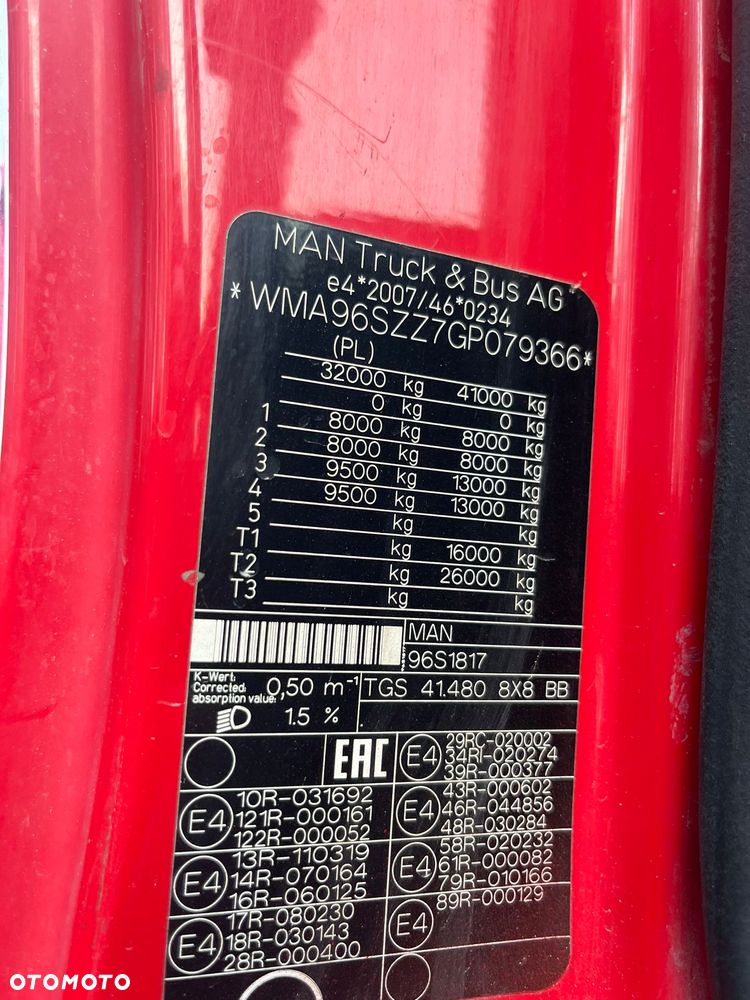 MAN Truck & Bus AG
e4*2007/46*0234
*WMA96SZZ7GP079366*
(PL)
32000 kg 41000 kg
0 kg 0 kg
1 8000 kg 8000 kg
2 8000 kg 8000 kg
3 9500 kg 13000 kg
4 9500 kg 13000 kg
5 kg kg
T1 kg 16000 kg
T2 kg 26000 kg
T3 kg kg
MAN
96S1817
K-Wert:
Corrected absorption value: 0,50 m⁻¹
TGS 41.480 8X8 BB
1.5 %
EAC
E4
29RC-020002
34RI-020274
39R-000377
E4
10R-031692
121R-000161
122R-000052
E4
43R-000602
46R-044856
48R-030284
E4
13R-110319
14R-070164
16R-060125
E4
58R-020232
61R-000082
79R-010166
E4
17R-080230
18R-030143
28R-000400
E4
89R-000129
OTOMOTO